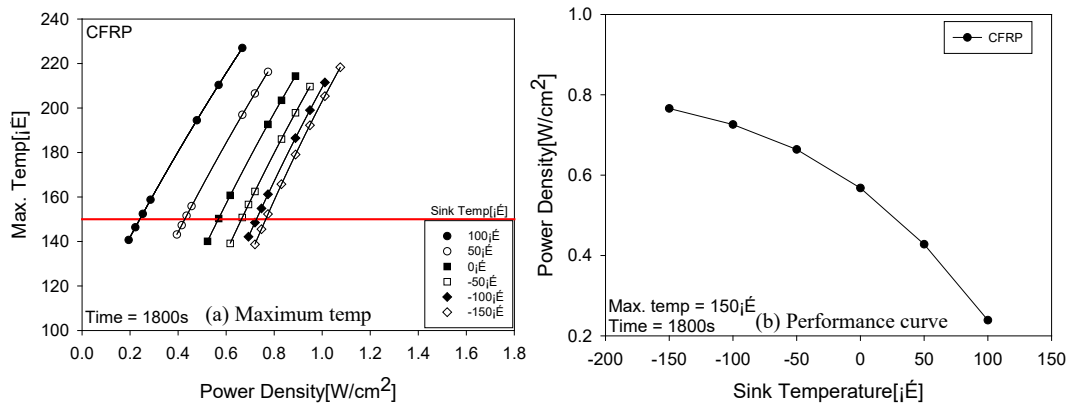 CFRP
240
220
200
180
160
140
120
100
Max. Temp[¡É]
Sink Temp[¡É]
100¡É
50¡É
0¡É
-50¡É
-100¡É
-150¡É
Time = 1800s
(a) Maximum temp
0.0 0.2 0.4 0.6 0.8 1.0 1.2 1.4 1.6 1.8
Power Density[W/cm2]
1.0
0.8
0.6
0.4
0.2
Power Density[W/cm2]
CFRP
Max. temp = 150¡É
Time = 1800s
(b) Performance curve
-200 -150 -100 -50 0 50 100 150
Sink Temperature[¡É]